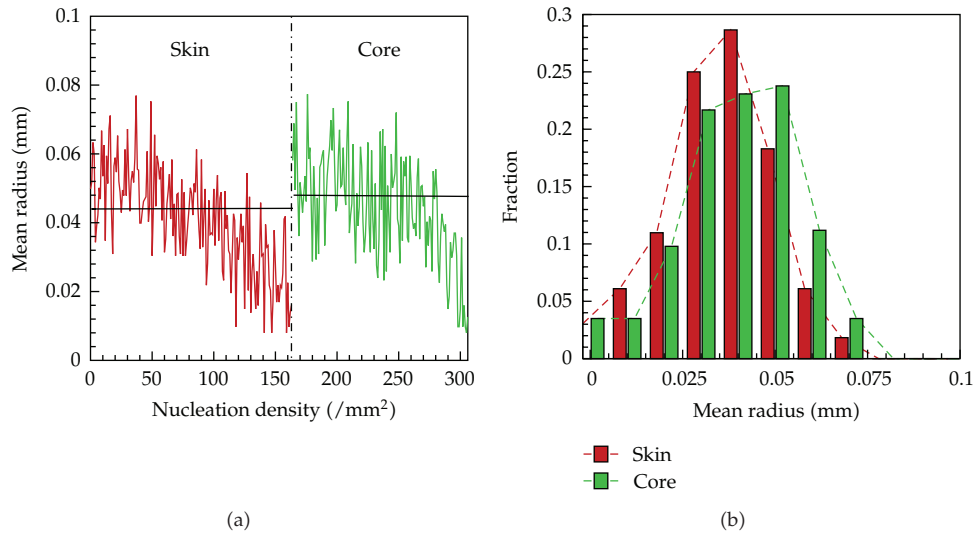 0.1
0.08
0.06
0.04
0.02
0
Mean radius (mm)
Skin
Core
0 50 100 150 200 250 300
Nucleation density (/mm²)
(a)
0.3
0.25
0.2
0.15
0.1
0.05
0
Fraction
0 0.025 0.05 0.075 0.1
Mean radius (mm)
Skin
Core
(b)